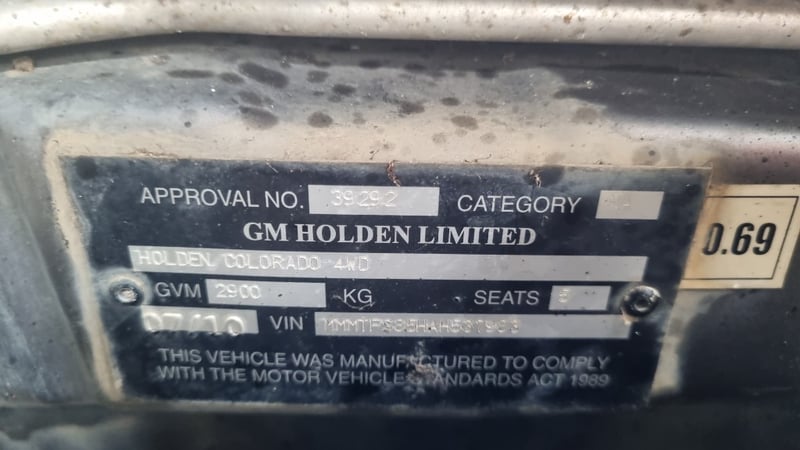 APPROVAL NO. 39292 CATEGORY
GM HOLDEN LIMITED
HOLDEN COLORADO 4WD
GVM 2900 KG SEATS 5
07/10 VIN
THIS VEHICLE WAS MANUFACTURED TO COMPLY
WITH THE MOTOR VEHICLE STANDARDS ACT 1989
0.69